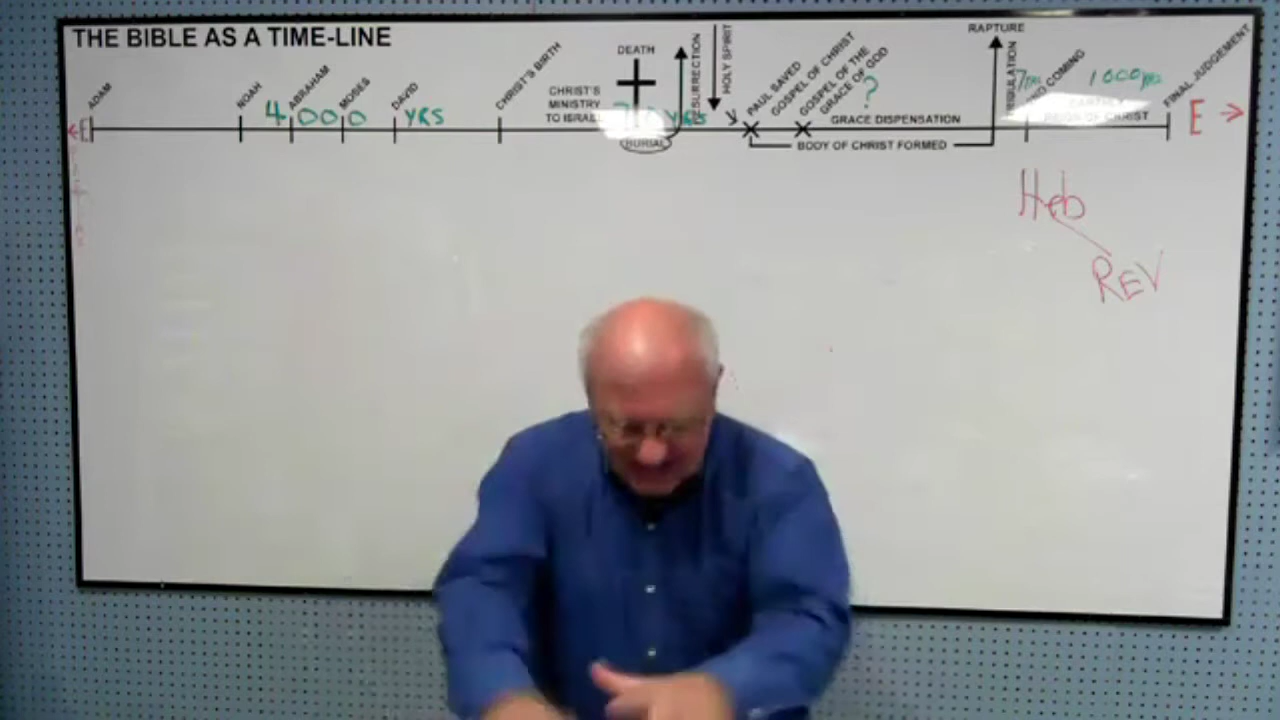 THE BIBLE AS A TIME-LINE
ADAM
NOAH
ABRAHAM
MOSES
DAVID
CHRIST'S BIRTH
CHRIST'S
MINISTRY
TO ISRAEL
DEATH
BURIAL
HOLY SPIRIT
PAUL SAVED
GOSPEL OF CHRIST
GOSPEL OF THE
GRACE OF GOD
?
GRACE DISPENSATION
BODY OF CHRIST FORMED
RAPTURE
COMING
FINAL JUDGEMENT
4000 YRS
1000 yrs
E
E
Heb
REV